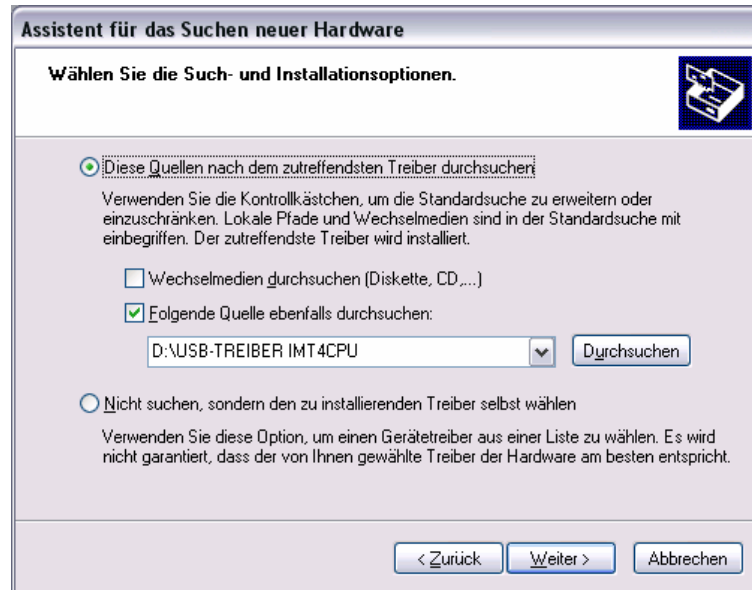 Assistent für das Suchen neuer Hardware
Wählen Sie die Such- und Installationsoptionen.
Diese Quellen nach dem zutreffendsten Treiber durchsuchen
Verwenden Sie die Kontrollkästchen, um die Standardsuche zu erweitern oder
einzuschränken. Lokale Pfade und Wechselmedien sind in der Standardsuche mit
einbegriffen. Der zutreffendste Treiber wird installiert.
Wechselmedien durchsuchen (Diskette, CD,...)
Folgende Quelle ebenfalls durchsuchen:
D:\USB-TREIBER IMT4CPU
Durchsuchen
Nicht suchen, sondern den zu installierenden Treiber selbst wählen
Verwenden Sie diese Option, um einen Gerätetreiber aus einer Liste zu wählen. Es wird
nicht garantiert, dass der von Ihnen gewählte Treiber der Hardware am besten entspricht.
< Zurück
Weiter >
Abbrechen